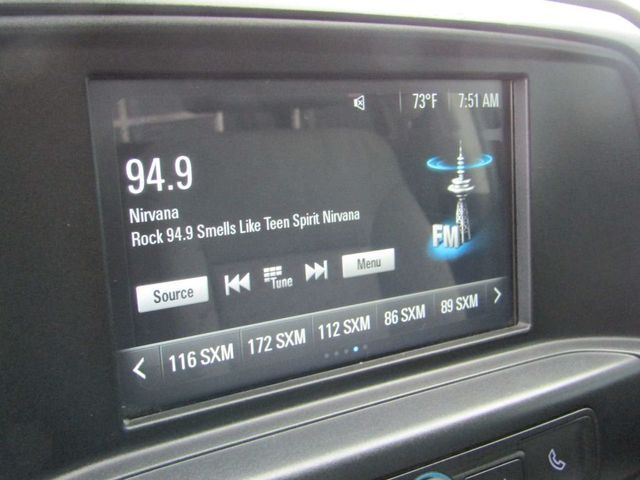 73°F 7:51 AM
94.9
Nirvana
Rock 94.9 Smells Like Teen Spirit Nirvana
FM
Source Tune Menu
116 SXM 172 SXM 112 SXM 86 SXM 89 SXM